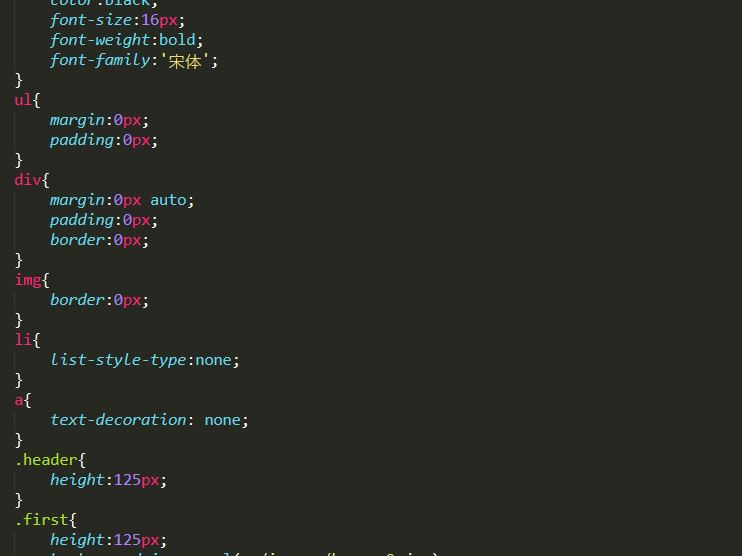 color:black;
font-size:16px;
font-weight:bold;
font-family:'宋体';
}
ul{
margin:0px;
padding:0px;
}
div{
margin:0px auto;
padding:0px;
border:0px;
}
img{
border:0px;
}
li{
list-style-type:none;
}
a{
text-decoration: none;
}
.header{
height:125px;
}
.first{
height:125px;